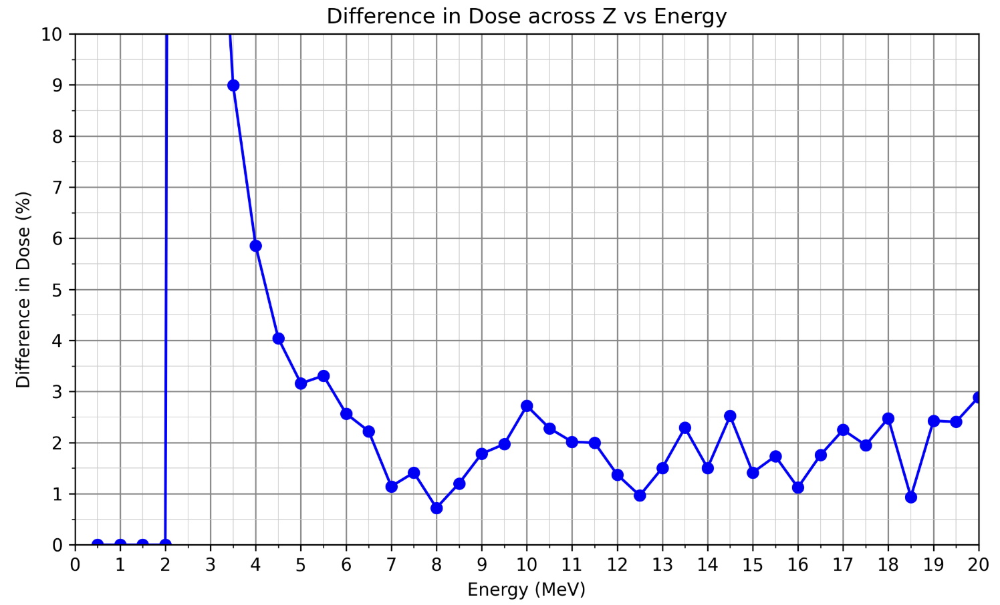 Difference in Dose across Z vs Energy
Difference in Dose (%)
10
9
8
7
6
5
4
3
2
1
0
0 1 2 3 4 5 6 7 8 9 10 11 12 13 14 15 16 17 18 19 20
Energy (MeV)